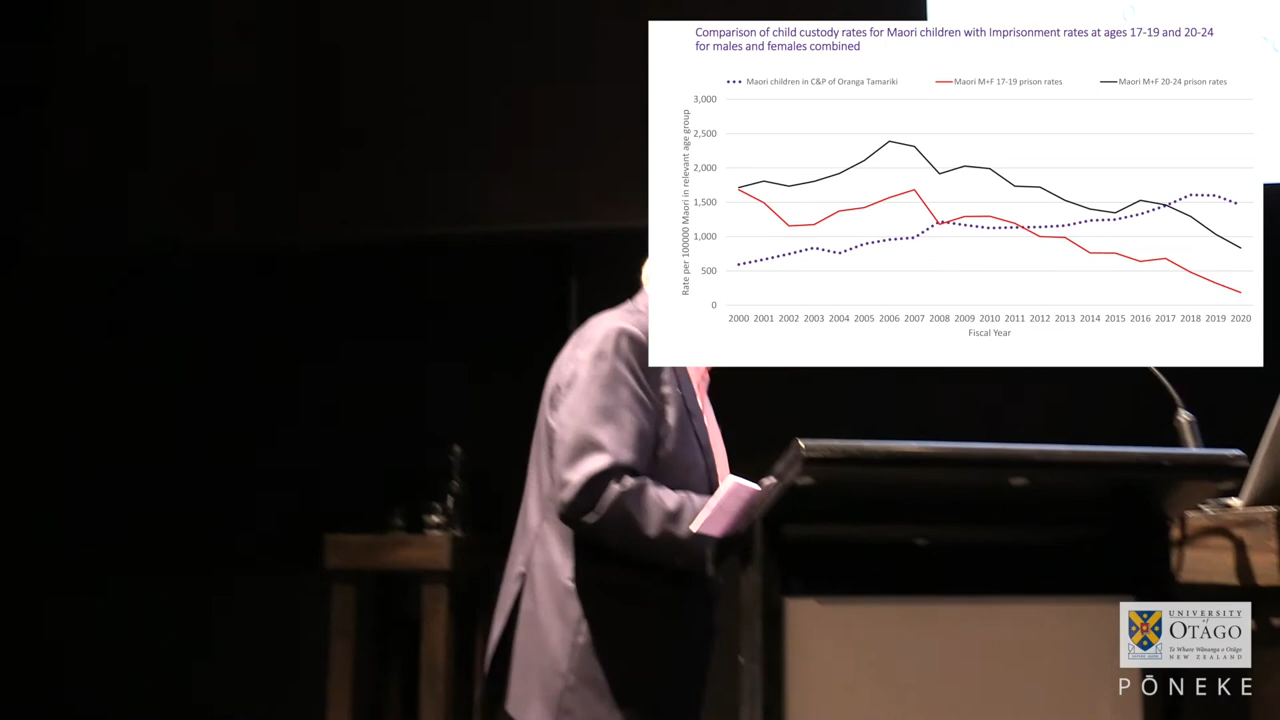 Comparison of child custody rates for Maori children with Imprisonment rates at ages 17-19 and 20-24
for males and females combined
Maori children in C&P of Oranga Tamariki
Maori M+F 17-19 prison rates
Maori M+F 20-24 prison rates
Rate per 100000 Maori in relevant age group
3,000
2,500
2,000
1,500
1,000
500
0
2000 2001 2002 2003 2004 2005 2006 2007 2008 2009 2010 2011 2012 2013 2014 2015 2016 2017 2018 2019 2020
Fiscal Year
UNIVERSITY
of
OTAGO
Te Whare Wānanga o Otāgo
NEW ZEALAND
PŌNEKE